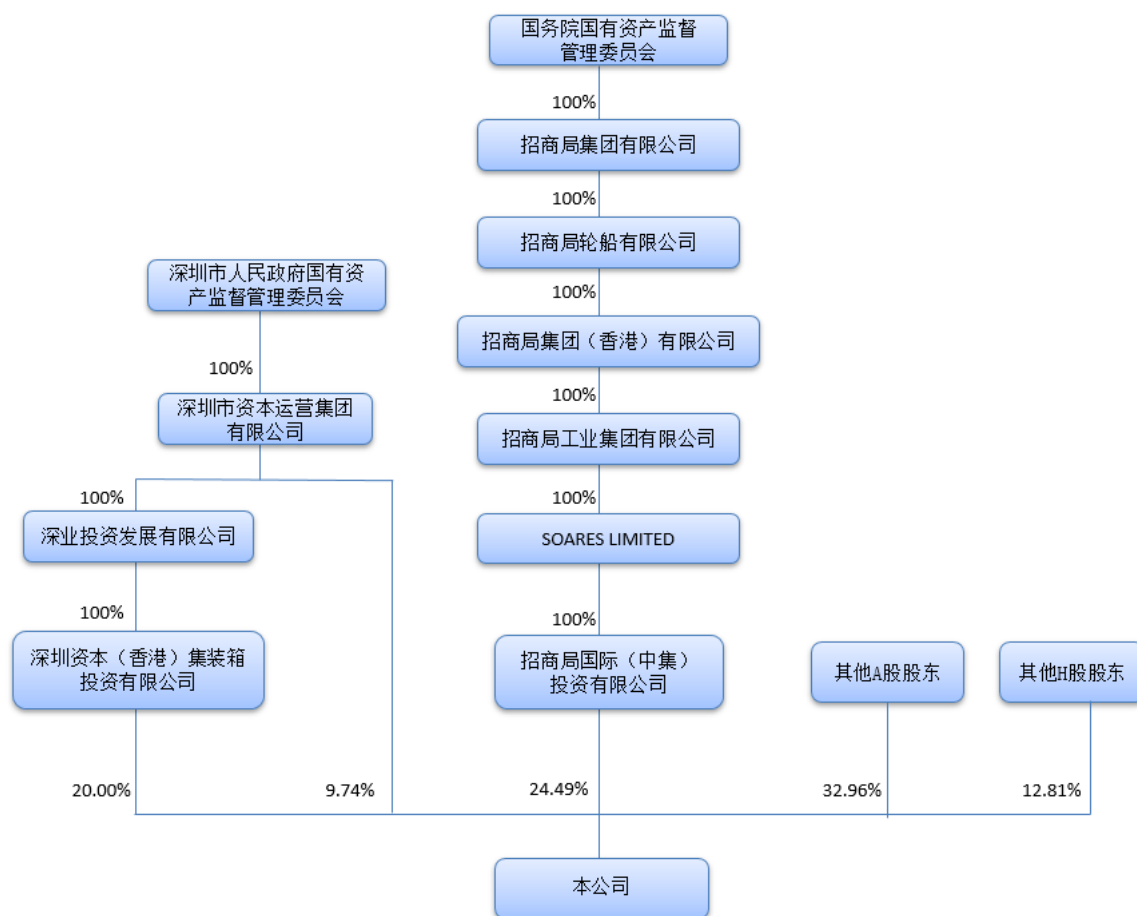 国务院国有资产监督
管理委员会
100%
招商局集团有限公司
100%
招商局轮船有限公司
深圳市人民政府国有资
产监督管理委员会
100%
招商局集团（香港）有限公司
100%
100%
深圳市资本运营集团
有限公司
招商局工业集团有限公司
100%
100%
深业投资发展有限公司
SOARES LIMITED
100%
100%
深圳资本（香港）集装箱
投资有限公司
招商局国际（中集）
投资有限公司
其他A股股东
其他H股股东
20.00%
9.74%
24.49%
32.96%
12.81%
本公司